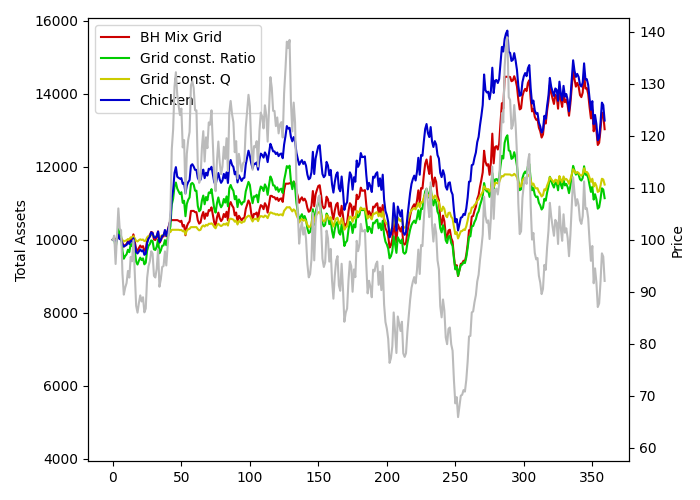 BH Mix Grid
Grid const. Ratio
Grid const. Q
Chicken
Total Assets
Price
16000
14000
12000
10000
8000
6000
4000
140
130
120
110
100
90
80
70
60
0 50 100 150 200 250 300 350